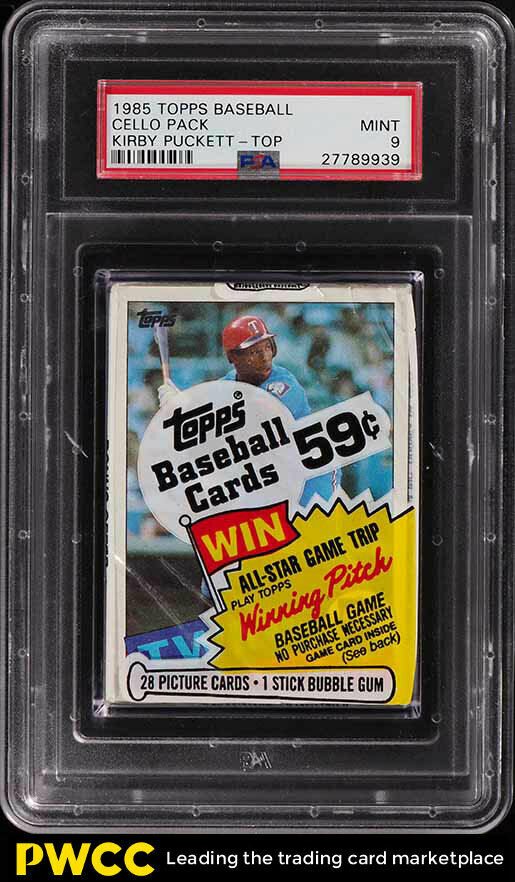 1985 TOPPS BASEBALL
CELLO PACK
MINT
KIRBY PUCKETT – TOP
9
PSA
27789939
Topps
T
Topps®
Baseball
Cards
59¢
WIN
ALL-STAR GAME TRIP
PLAY TOPPS
Winning Pitch
BASEBALL GAME
NO PURCHASE NECESSARY
GAME CARD INSIDE
(See back)
28 PICTURE CARDS • 1 STICK BUBBLE GUM
PSA
PWCC Leading the trading card marketplace